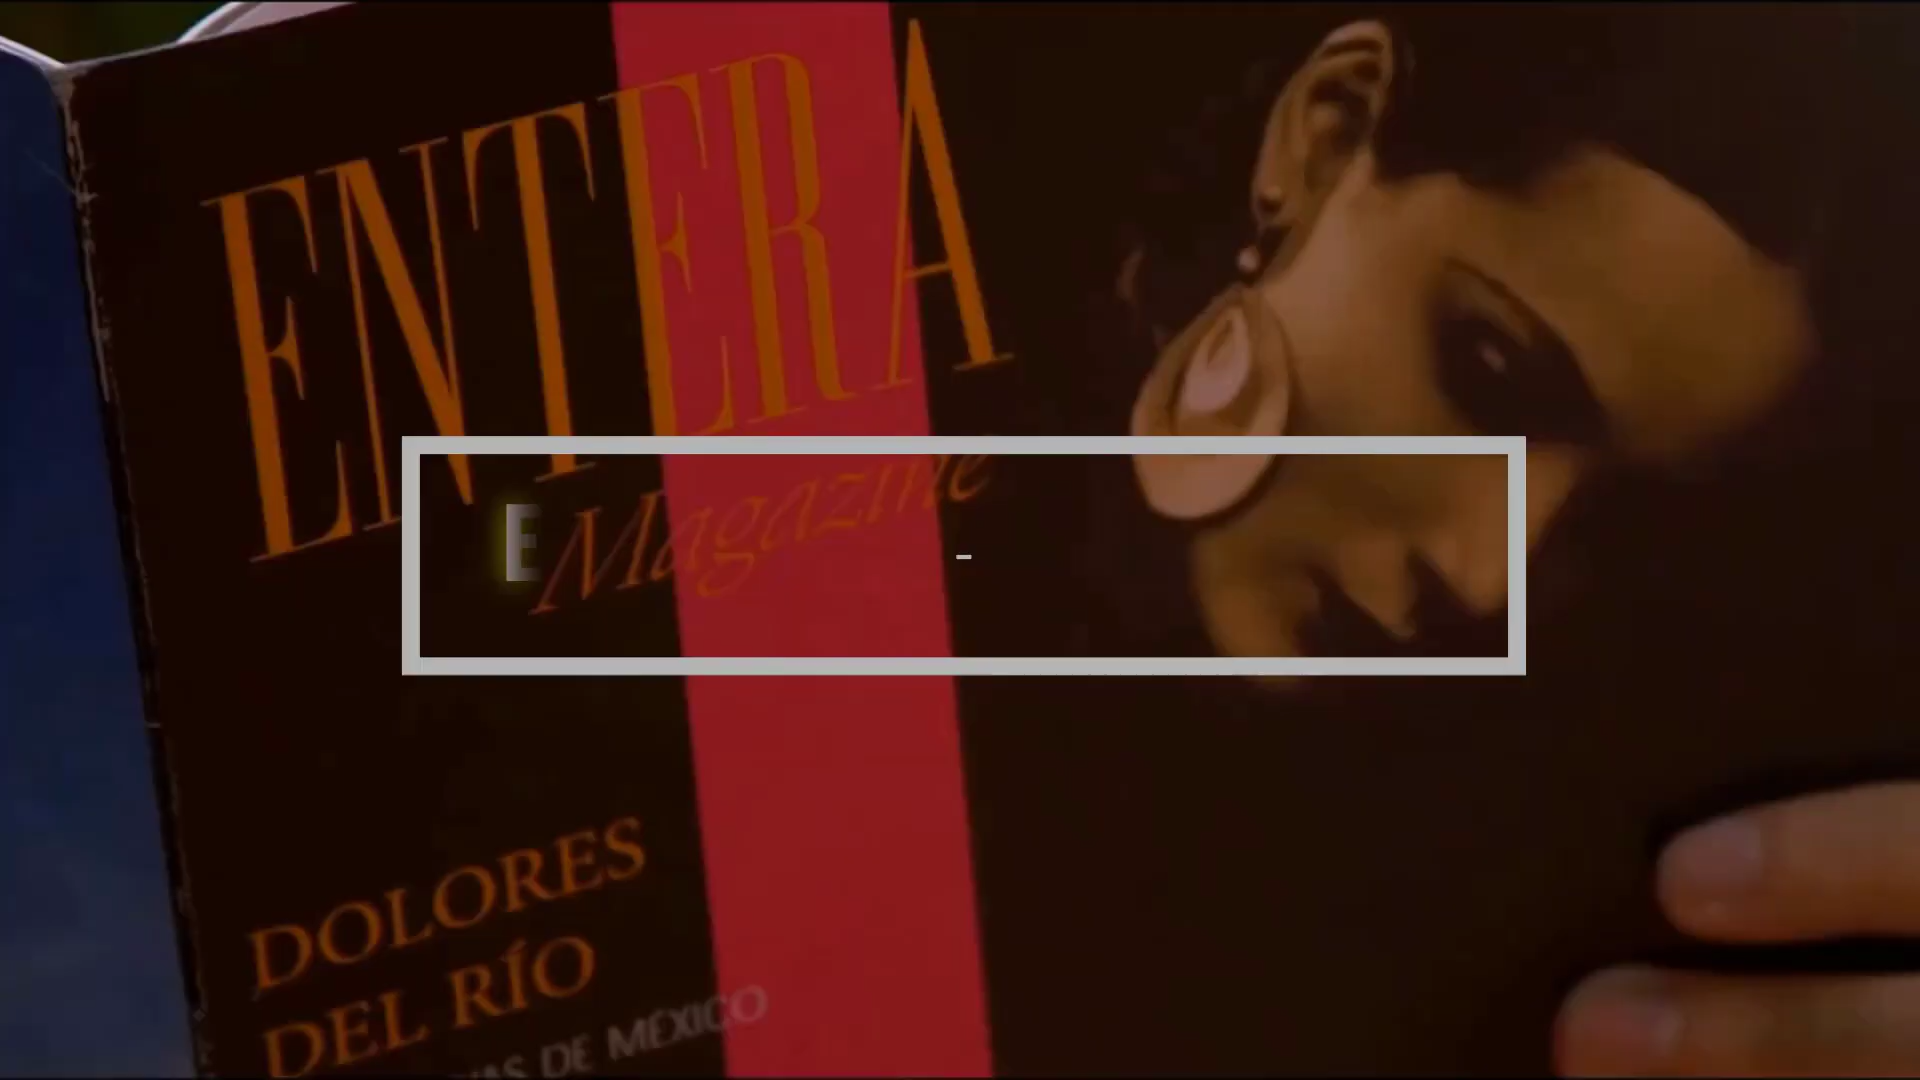 ENTERA
Magazine
E
-
DOLORES
DEL RÍO
DE MÉXICO